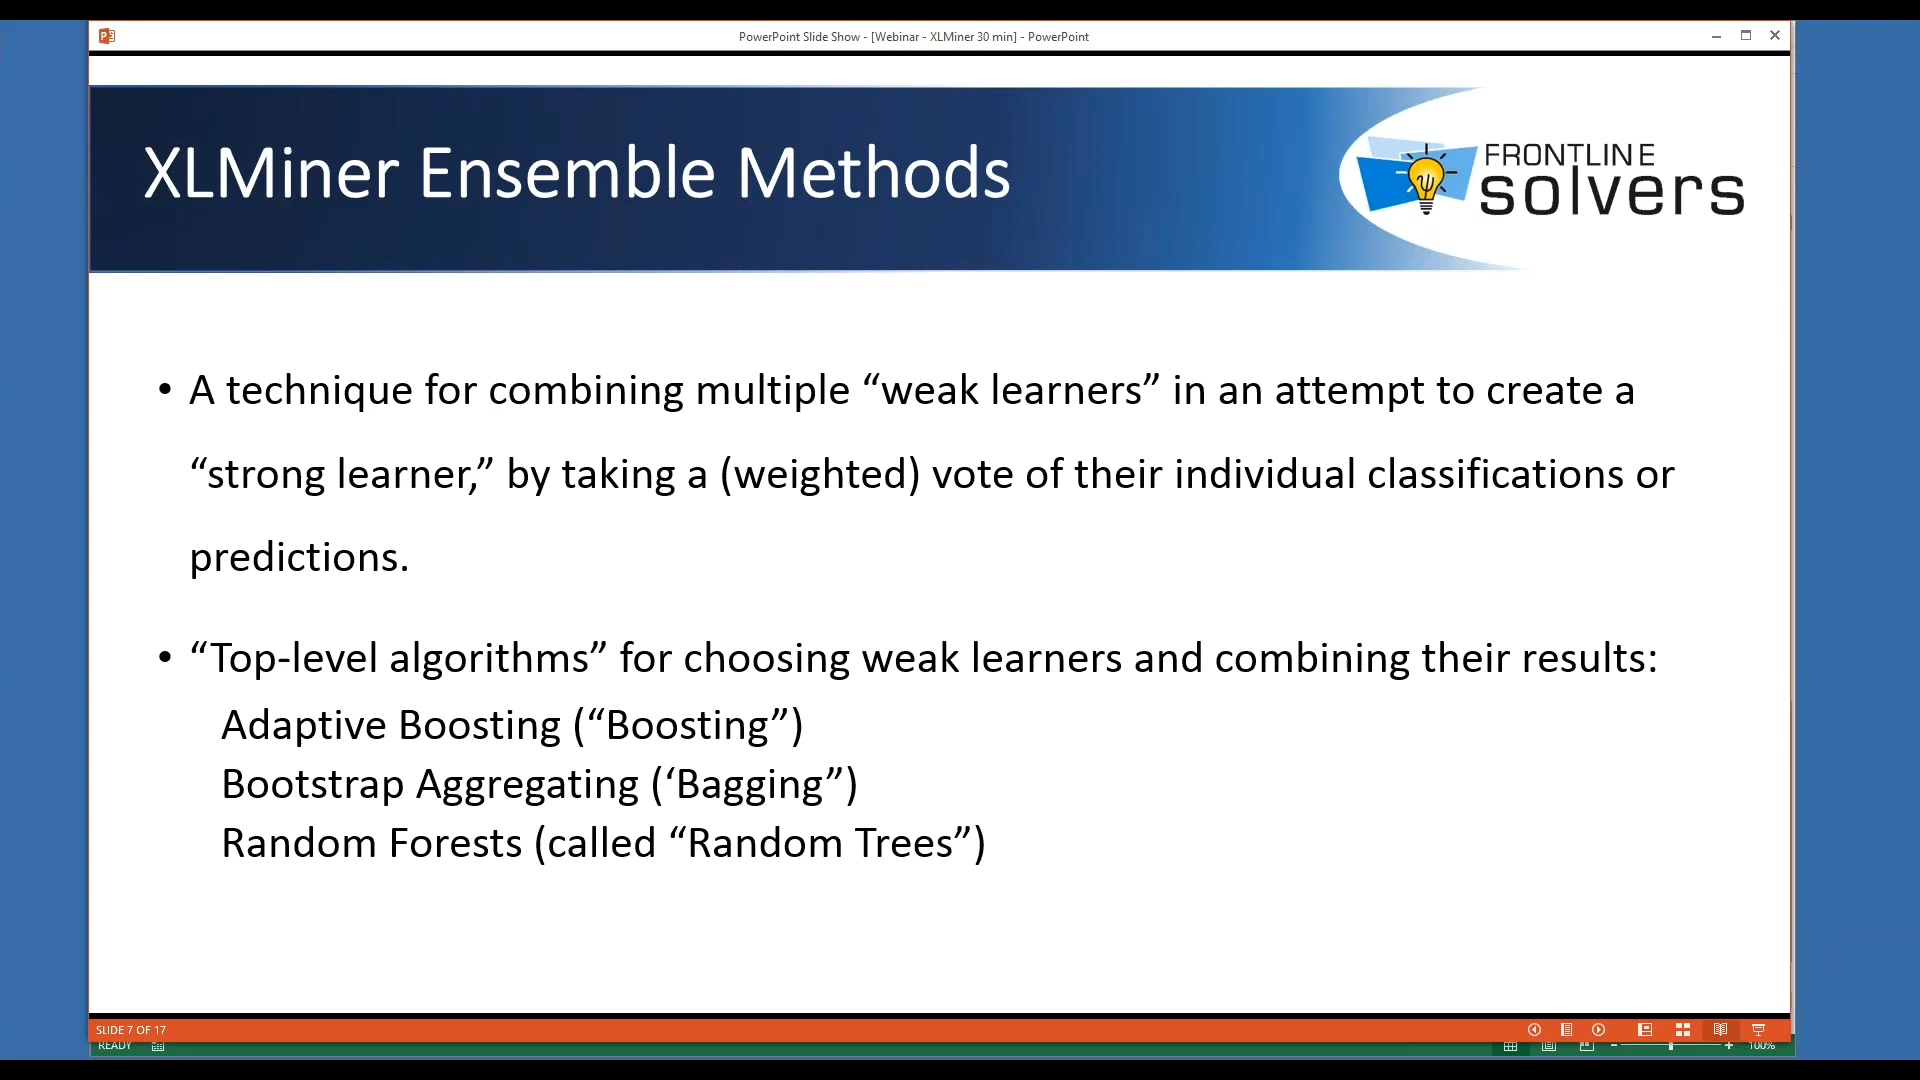 PowerPoint Slide Show - [Webinar - XLMiner 30 min] - PowerPoint
XLMiner Ensemble Methods
FRONTLINE
solvers
• A technique for combining multiple “weak learners” in an attempt to create a
“strong learner,” by taking a (weighted) vote of their individual classifications or
predictions.
• “Top-level algorithms” for choosing weak learners and combining their results:
Adaptive Boosting (“Boosting”)
Bootstrap Aggregating (‘Bagging”)
Random Forests (called “Random Trees”)
SLIDE 7 OF 17
READY
100%